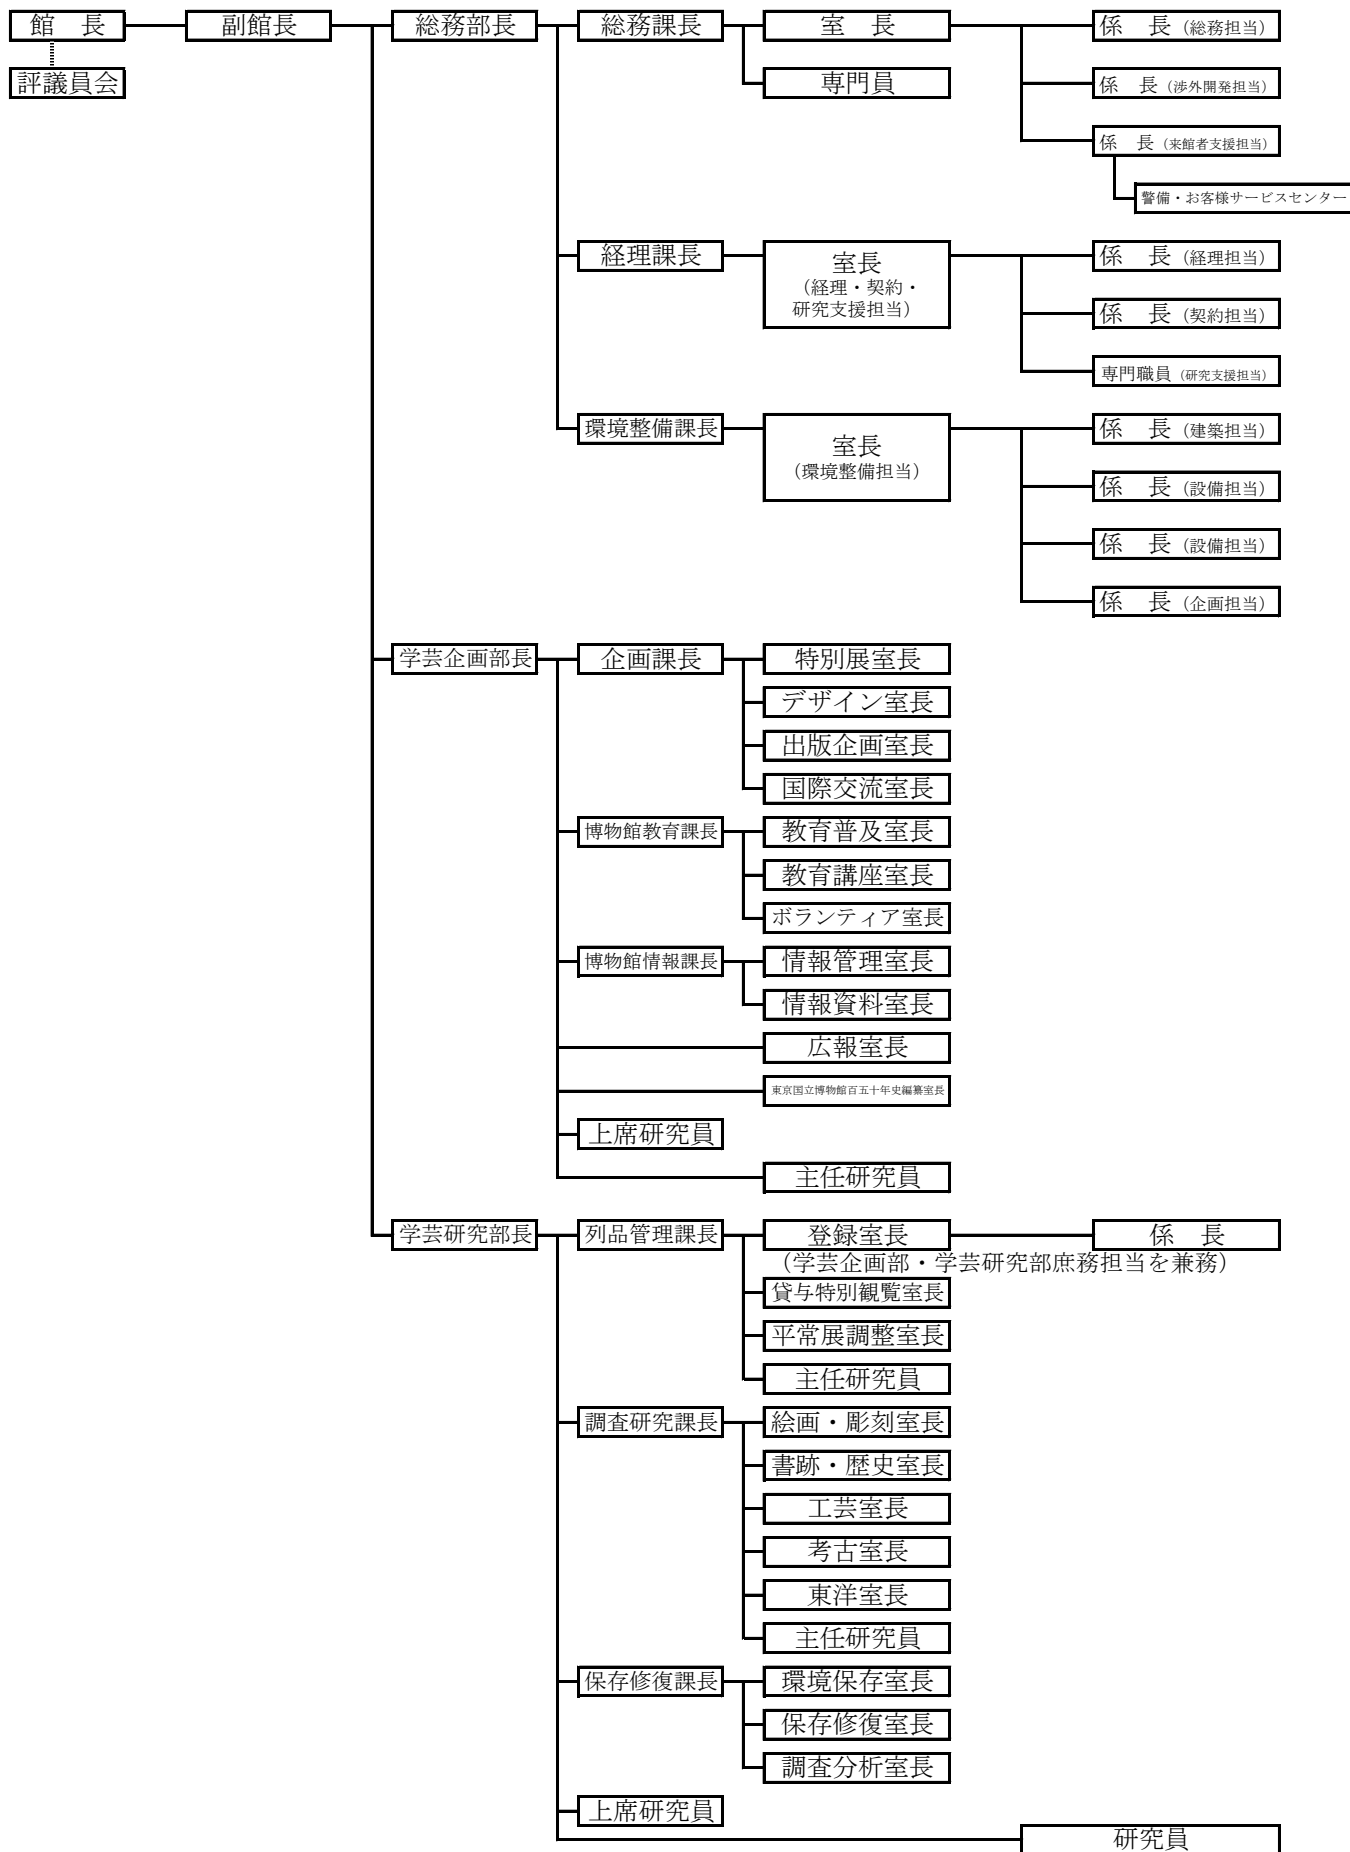 館　長
副館長
総務部長
総務課長
室　長
係　長（総務担当）
評議員会
専門員
係　長（渉外開発担当）
係　長（来館者支援担当）
警備・お客様サービスセンター
経理課長
室長
（経理・契約・
研究支援担当）
係　長（経理担当）
係　長（契約担当）
専門職員（研究支援担当）
環境整備課長
室長
（環境整備担当）
係　長（建築担当）
係　長（設備担当）
係　長（設備担当）
係　長（企画担当）
学芸企画部長
企画課長
特別展室長
デザイン室長
出版企画室長
国際交流室長
博物館教育課長
教育普及室長
教育講座室長
ボランティア室長
博物館情報課長
情報管理室長
情報資料室長
広報室長
東京国立博物館百五十年史編纂室長
上席研究員
主任研究員
学芸研究部長
列品管理課長
登録室長
係　長
（学芸企画部・学芸研究部庶務担当を兼務）
貸与特別観覧室長
平常展調整室長
主任研究員
調査研究課長
絵画・彫刻室長
書跡・歴史室長
工芸室長
考古室長
東洋室長
主任研究員
保存修復課長
環境保存室長
保存修復室長
調査分析室長
上席研究員
研究員